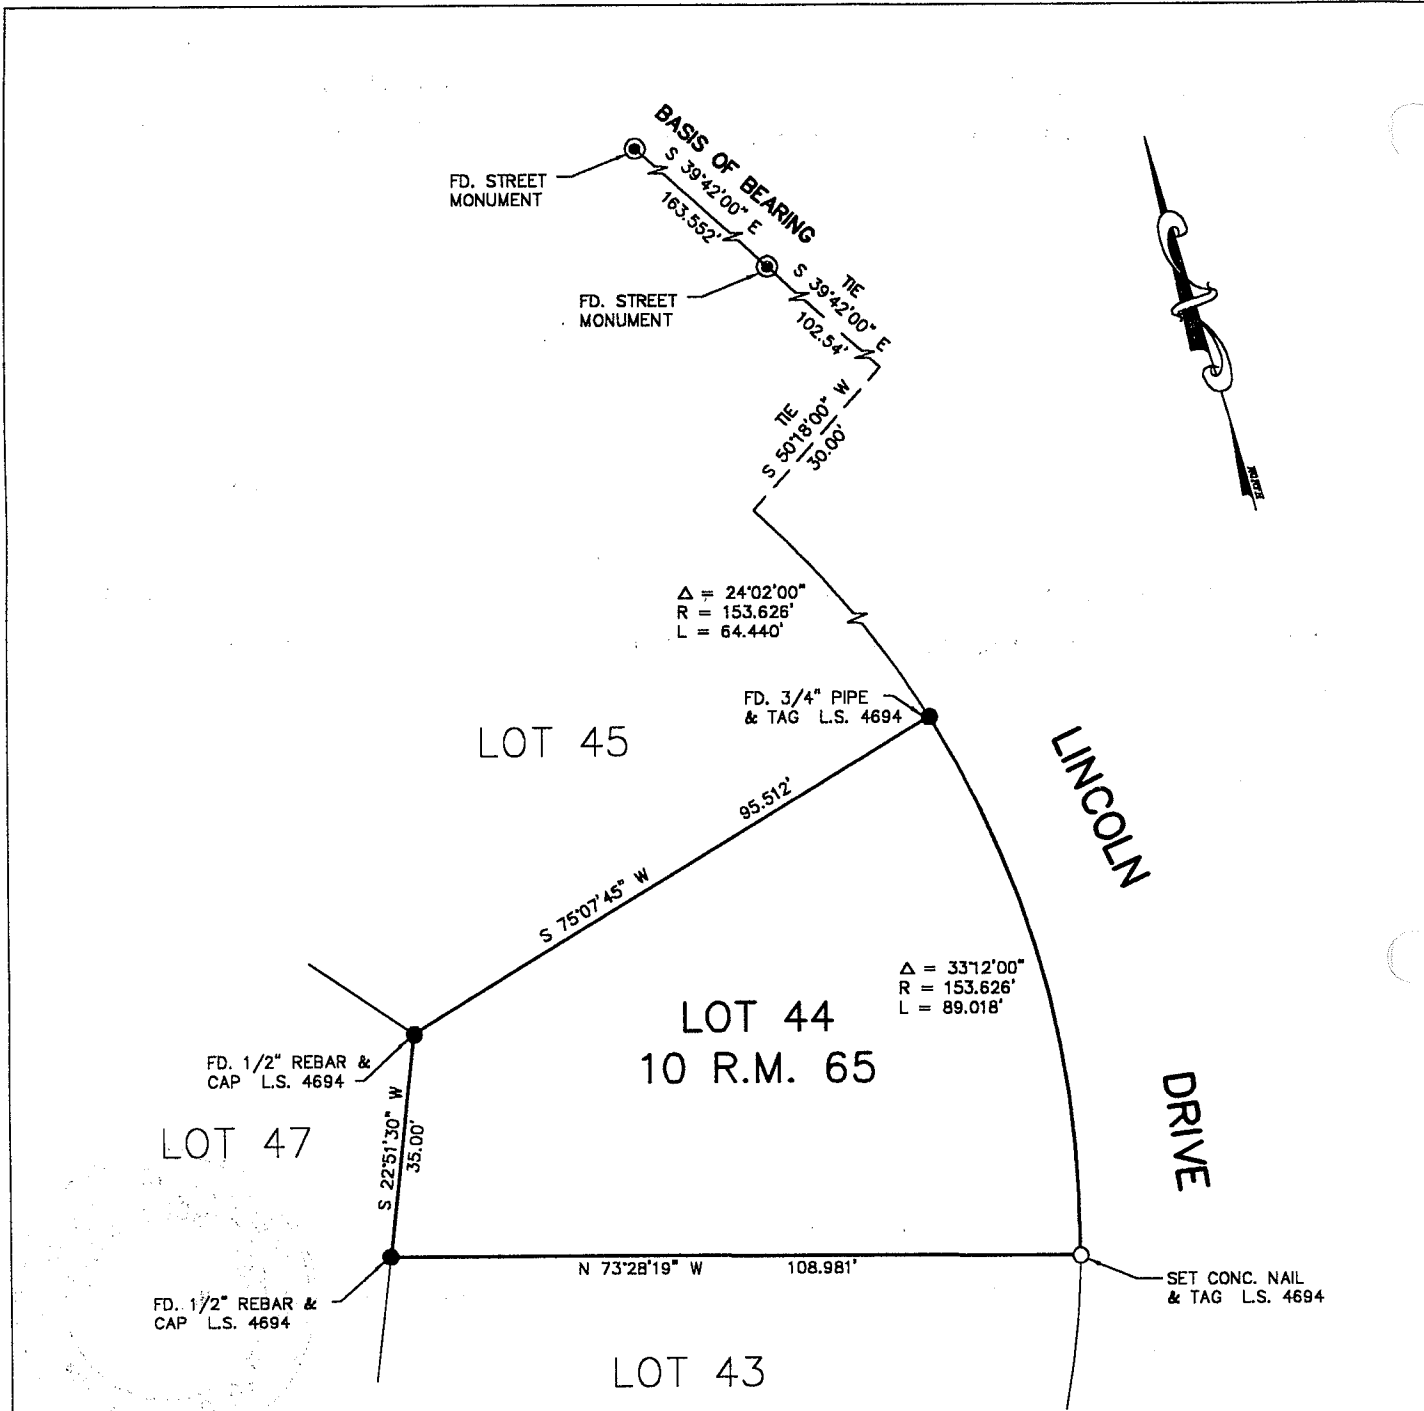 BASIS OF BEARING
S 39°42'00" E
163.552'
FD. STREET
MONUMENT
FD. STREET
MONUMENT
TIE
S 39°42'00" E
102.54'
TIE
S 50°18'00" W
30.00'
NORTH
Δ = 24°02'00"
R = 153.626'
L = 64.440'
FD. 3/4" PIPE
& TAG L.S. 4694
LOT 45
LINCOLN
95.512'
S 75°07'45" W
Δ = 33°12'00"
R = 153.626'
L = 89.018'
LOT 44
10 R.M. 65
FD. 1/2" REBAR &
CAP L.S. 4694
DRIVE
LOT 47
S 22°51'30" W
35.00'
N 73°28'19" W 108.981'
SET CONC. NAIL
& TAG L.S. 4694
FD. 1/2" REBAR &
CAP L.S. 4694
LOT 43